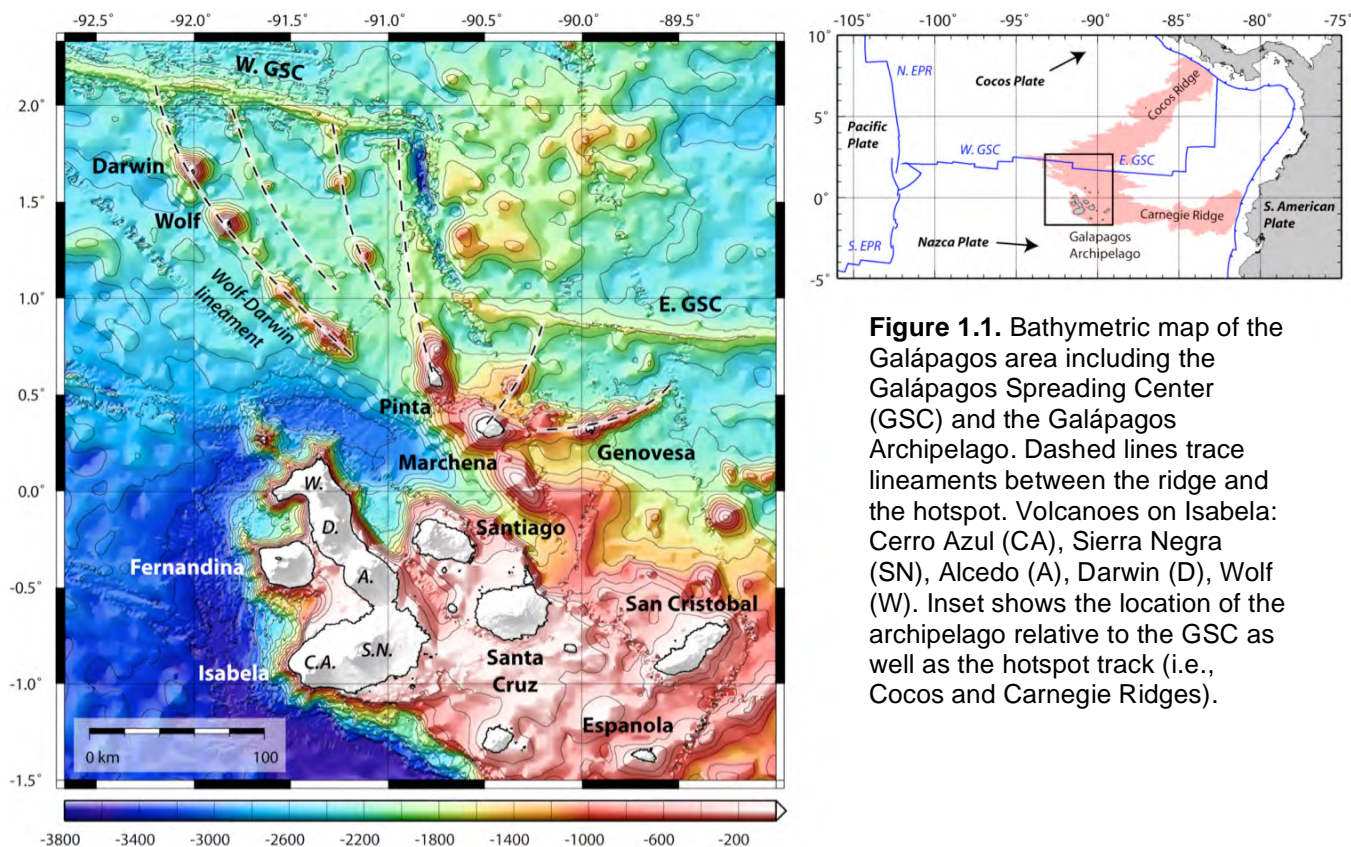 -92.5° -92.0° -91.5° -91.0° -90.5° -90.0° -89.5°
2.0°
1.5°
1.0°
0.5°
0.0°
-0.5°
-1.0°
-1.5°
W. GSC
Darwin
Wolf
Wolf-Darwin
lineament
E. GSC
Pinta
Marchena
Genovesa
W.
D.
A.
Santiago
Fernandina
San Cristobal
S.N.
C.A.
Isabela
Santa
Cruz
Espanola
0 km 100
-3800 -3000 -2600 -2200 -1800 -1400 -1000 -600 -200
-105° -100° -95° -90° -85° -80° -75°
10°
5°
0°
-5°
N. EPR
Cocos Plate
Cocos Ridge
Pacific
Plate
W. GSC
E. GSC
Carnegie Ridge
S. American
Plate
S. EPR
Nazca Plate
Galapagos
Archipelago
Figure 1.1. Bathymetric map of the
Galápagos area including the
Galápagos Spreading Center
(GSC) and the Galápagos
Archipelago. Dashed lines trace
lineaments between the ridge and
the hotspot. Volcanoes on Isabela:
Cerro Azul (CA), Sierra Negra
(SN), Alcedo (A), Darwin (D), Wolf
(W). Inset shows the location of the
archipelago relative to the GSC as
well as the hotspot track (i.e.,
Cocos and Carnegie Ridges).